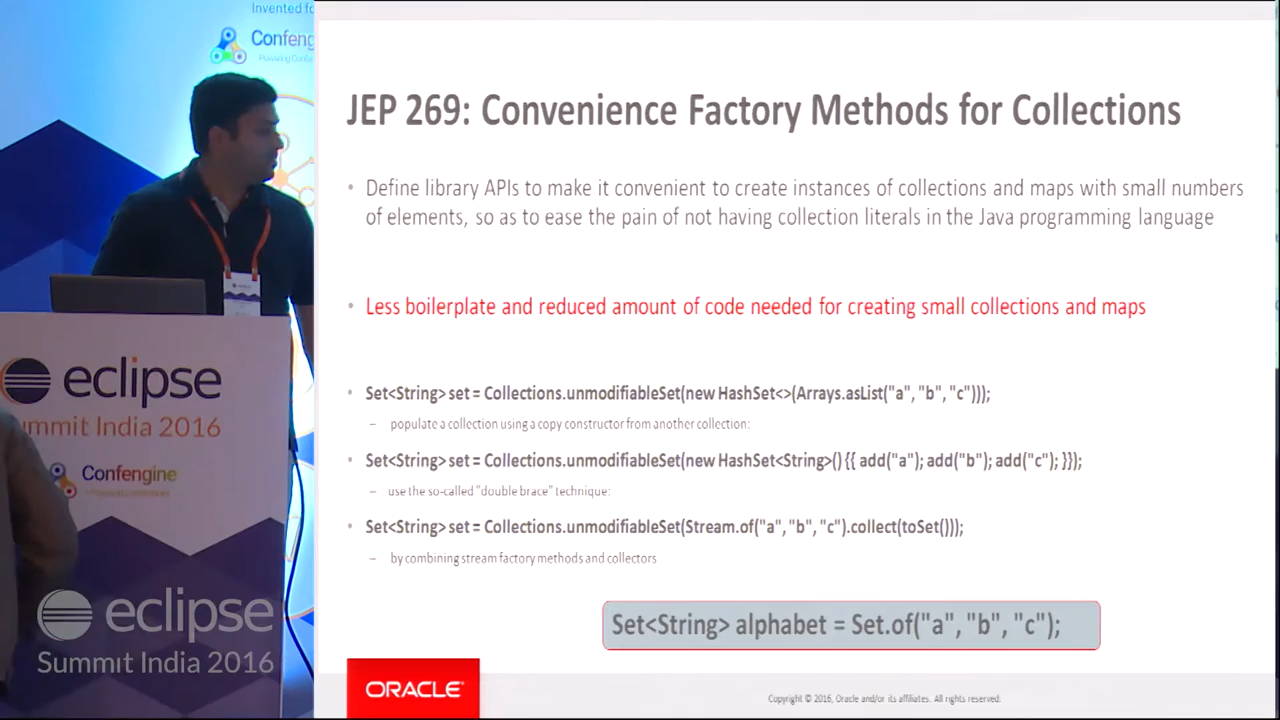 Invented fo
Confeng
JEP 269: Convenience Factory Methods for Collections
• Define library APIs to make it convenient to create instances of collections and maps with small numbers
of elements, so as to ease the pain of not having collection literals in the Java programming language
• Less boilerplate and reduced amount of code needed for creating small collections and maps
• Set<String> set = Collections.unmodifiableSet(new HashSet<>(Arrays.asList("a", "b", "c")));
– populate a collection using a copy constructor from another collection:
• Set<String> set = Collections.unmodifiableSet(new HashSet<String>() {{ add("a"); add("b"); add("c"); }});
– use the so-called "double brace" technique:
• Set<String> set = Collections.unmodifiableSet(Stream.of("a", "b", "c").collect(toSet()));
– by combining stream factory methods and collectors
Set<String> alphabet = Set.of("a", "b", "c");
ORACLE
Copyright © 2016, Oracle and/or its affiliates. All rights reserved.
eclipse
ummit India 2016
Confengine
eclipse
Summit India 2016